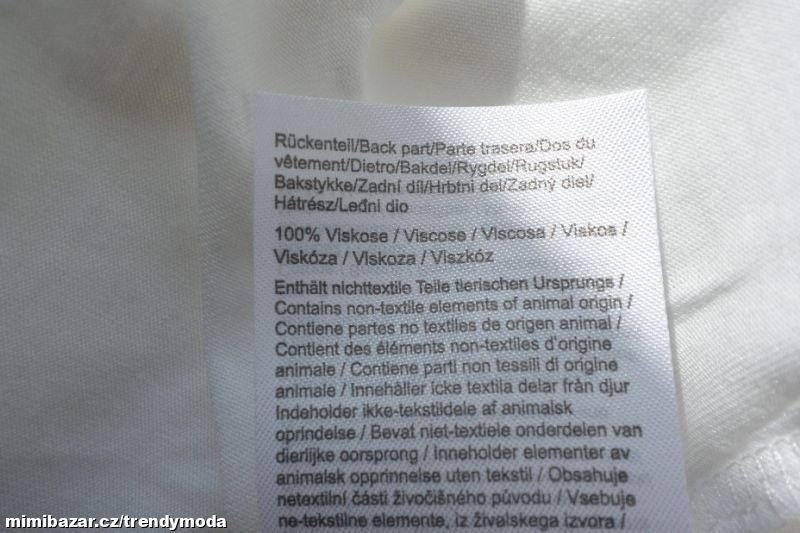 Rückenteil/Back part/Parte trasera/Dos du
vêtement/Dietro/Bakdel/Rygdel/Rugstuk/
Bakstykke/Zadní díl/Hrbtni del/Zadný diel/
Hátrész/Leđni dio
100% Viskose / Viscose / Viscosa / Viskos /
Viskóza / Viskoza / Viszkóz
Enthält nichttextile Teile tierischen Ursprungs /
Contains non-textile elements of animal origin /
Contiene partes no textiles de origen animal /
Contient des éléments non-textiles d'origine
animale / Contiene parti non tessili di origine
animale / Innehåller icke textila delar från djur
Indeholder ikke-tekstildele af animalsk
oprindelse / Bevat niet-textiele onderdelen van
dierlijke oorsprong / Inneholder elementer av
animalsk opprinnelse uten tekstil / Obsahuje
netextilní části živočišného původu / Vsebuje
ne-tekstilne elemente, iz živalskega izvora /
mimibazar.cz/trendymoda